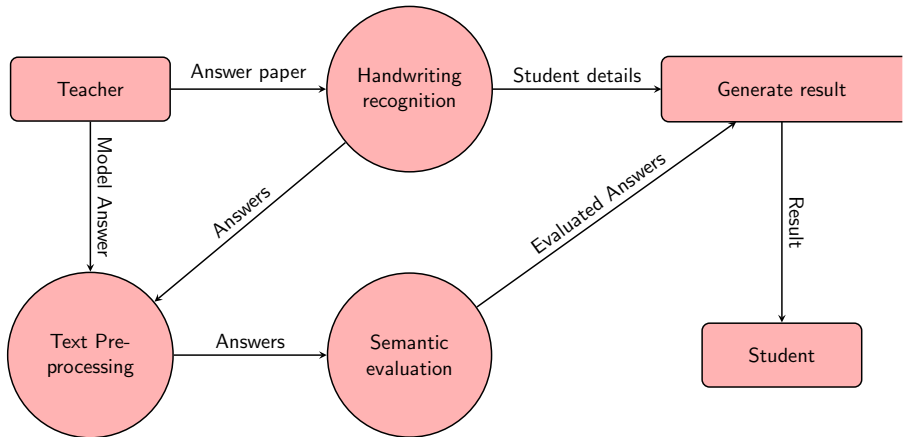 Teacher
Answer paper
Handwriting
recognition
Student details
Generate result
Model Answer
Answers
Evaluated Answers
Result
Text Pre-
processing
Answers
Semantic
evaluation
Student